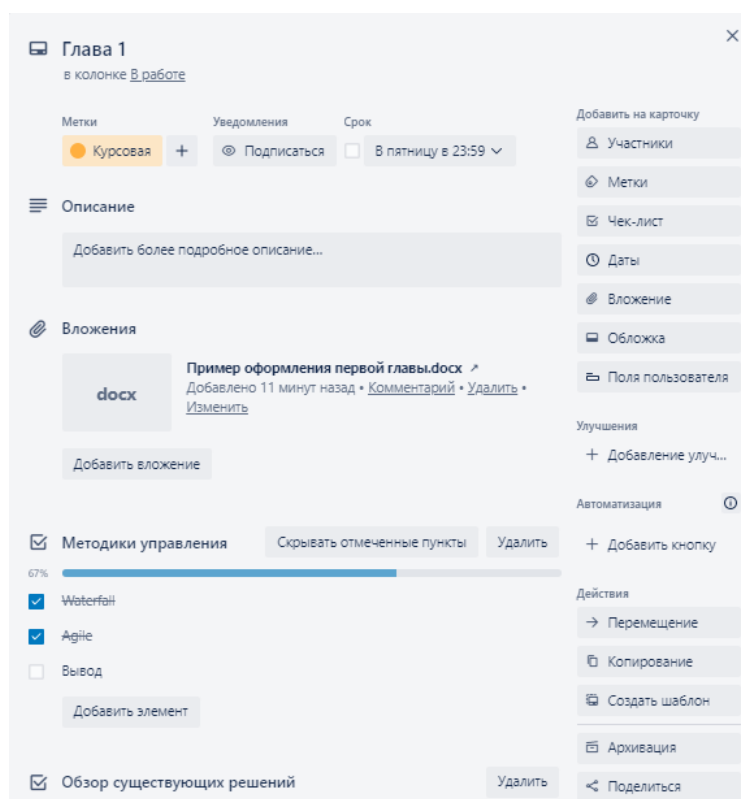 Глава 1
в колонке В работе
Метки
Уведомления
Срок
Курсовая
Подписаться
В пятницу в 23:59
Описание
Добавить более подробное описание...
Вложения
docx
Пример оформления первой главы.docx ↗
Добавлено 11 минут назад • Комментарий • Удалить •
Изменить
Добавить вложение
Методики управления
Скрывать отмеченные пункты
Удалить
67%
Waterfall
Agile
Вывод
Добавить элемент
Обзор существующих решений
Удалить
Добавить на карточку
Участники
Метки
Чек-лист
Даты
Вложение
Обложка
Поля пользователя
Улучшения
+ Добавление улуч...
Автоматизация
+ Добавить кнопку
Действия
→ Перемещение
Копирование
Создать шаблон
Архивация
Поделиться